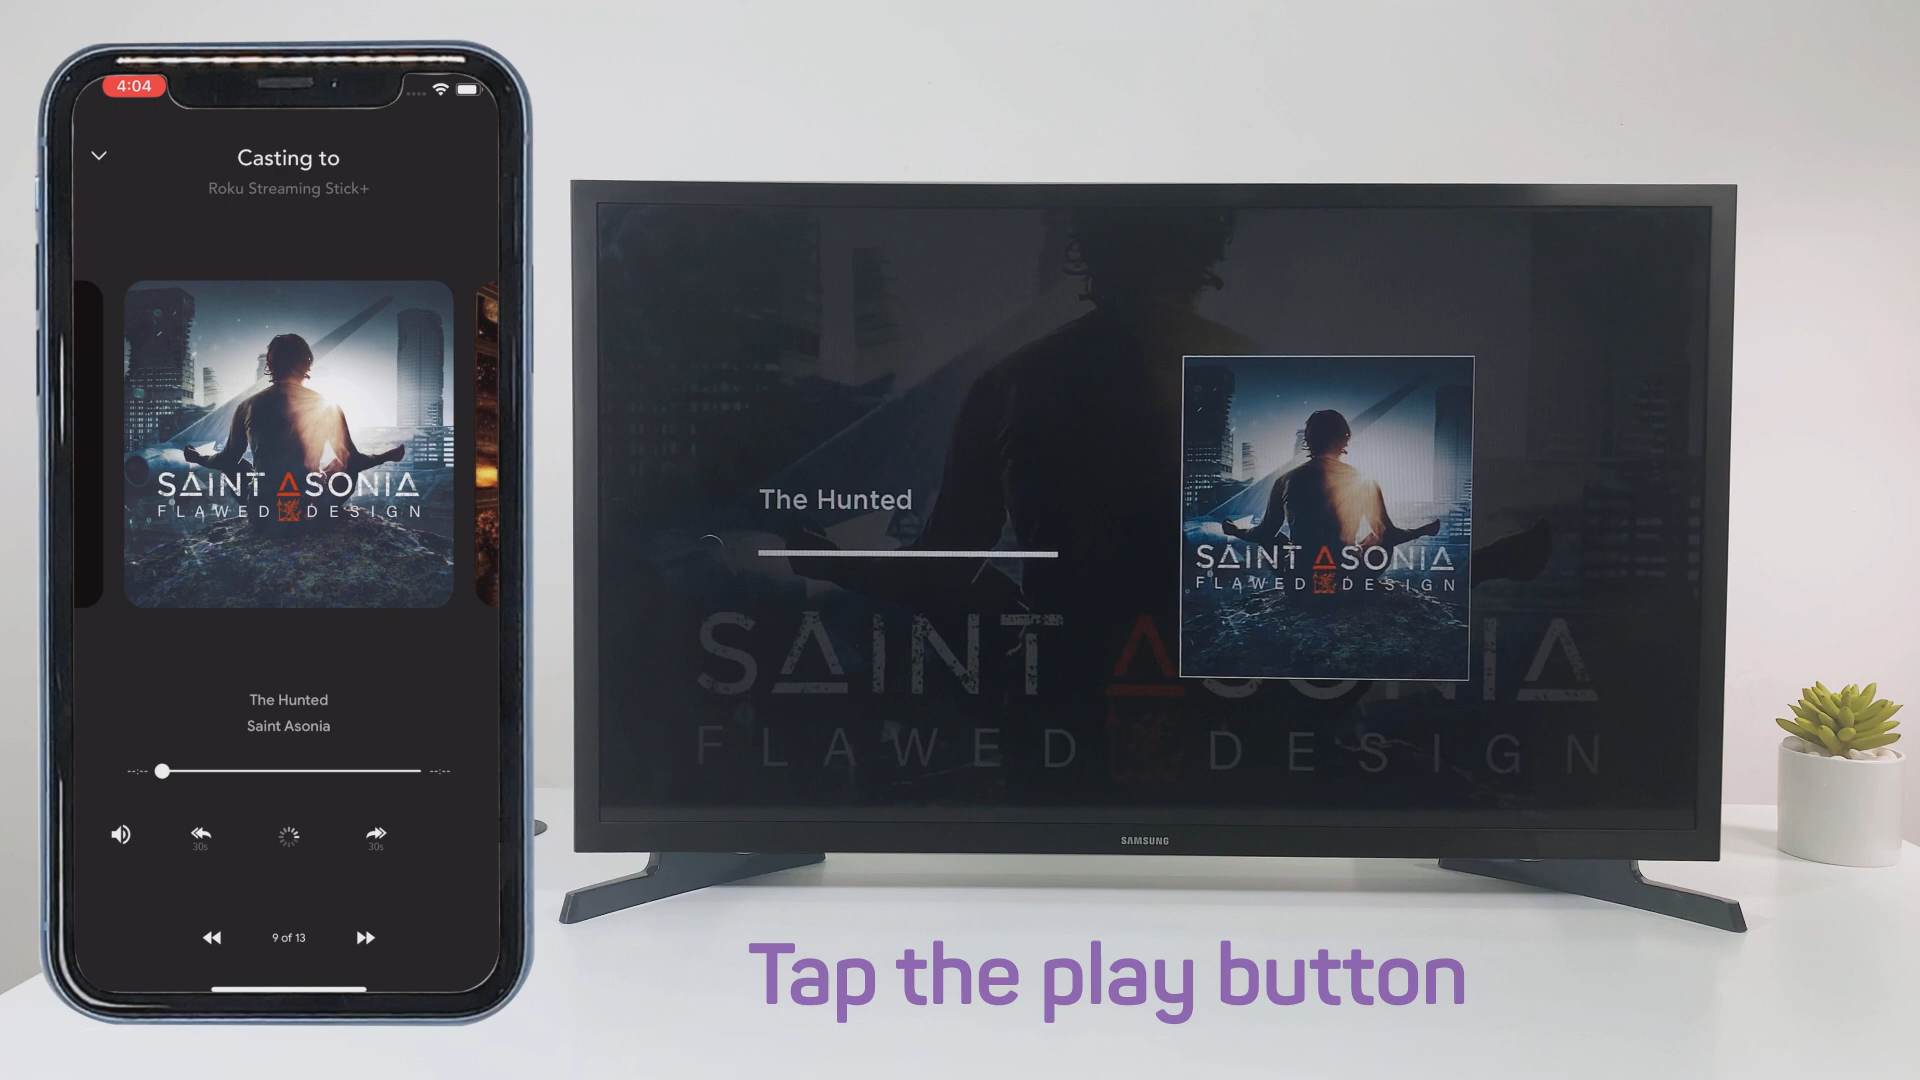 4:04
Casting to
Roku Streaming Stick+
SAINT ASONIA
FLAWED DESIGN
The Hunted
Saint Asonia
--:--
--:--
30s
30s
9 of 13
The Hunted
SAINT ASONIA
FLAWED DESIGN
SAINT ASONIA
FLAWED DESIGN
SAMSUNG
Tap the play button